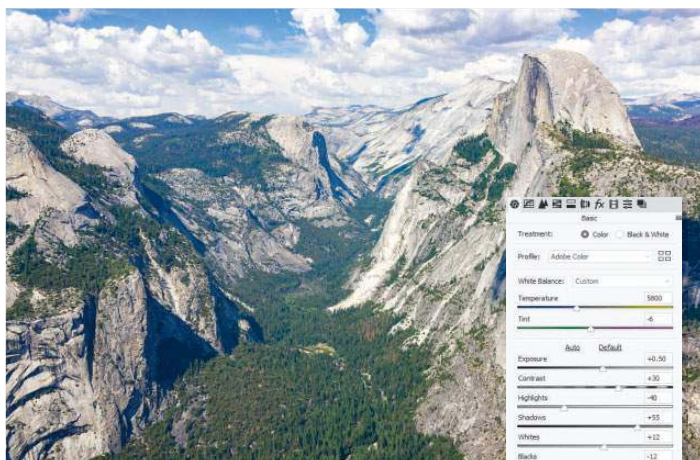 fx
Basic
Treatment: Color Black & White
Profile: Adobe Color
White Balance: Custom
Temperature 5800
Tint -6
Auto Default
Exposure +0.50
Contrast +30
Highlights -40
Shadows +55
Whites +12
Blacks -12